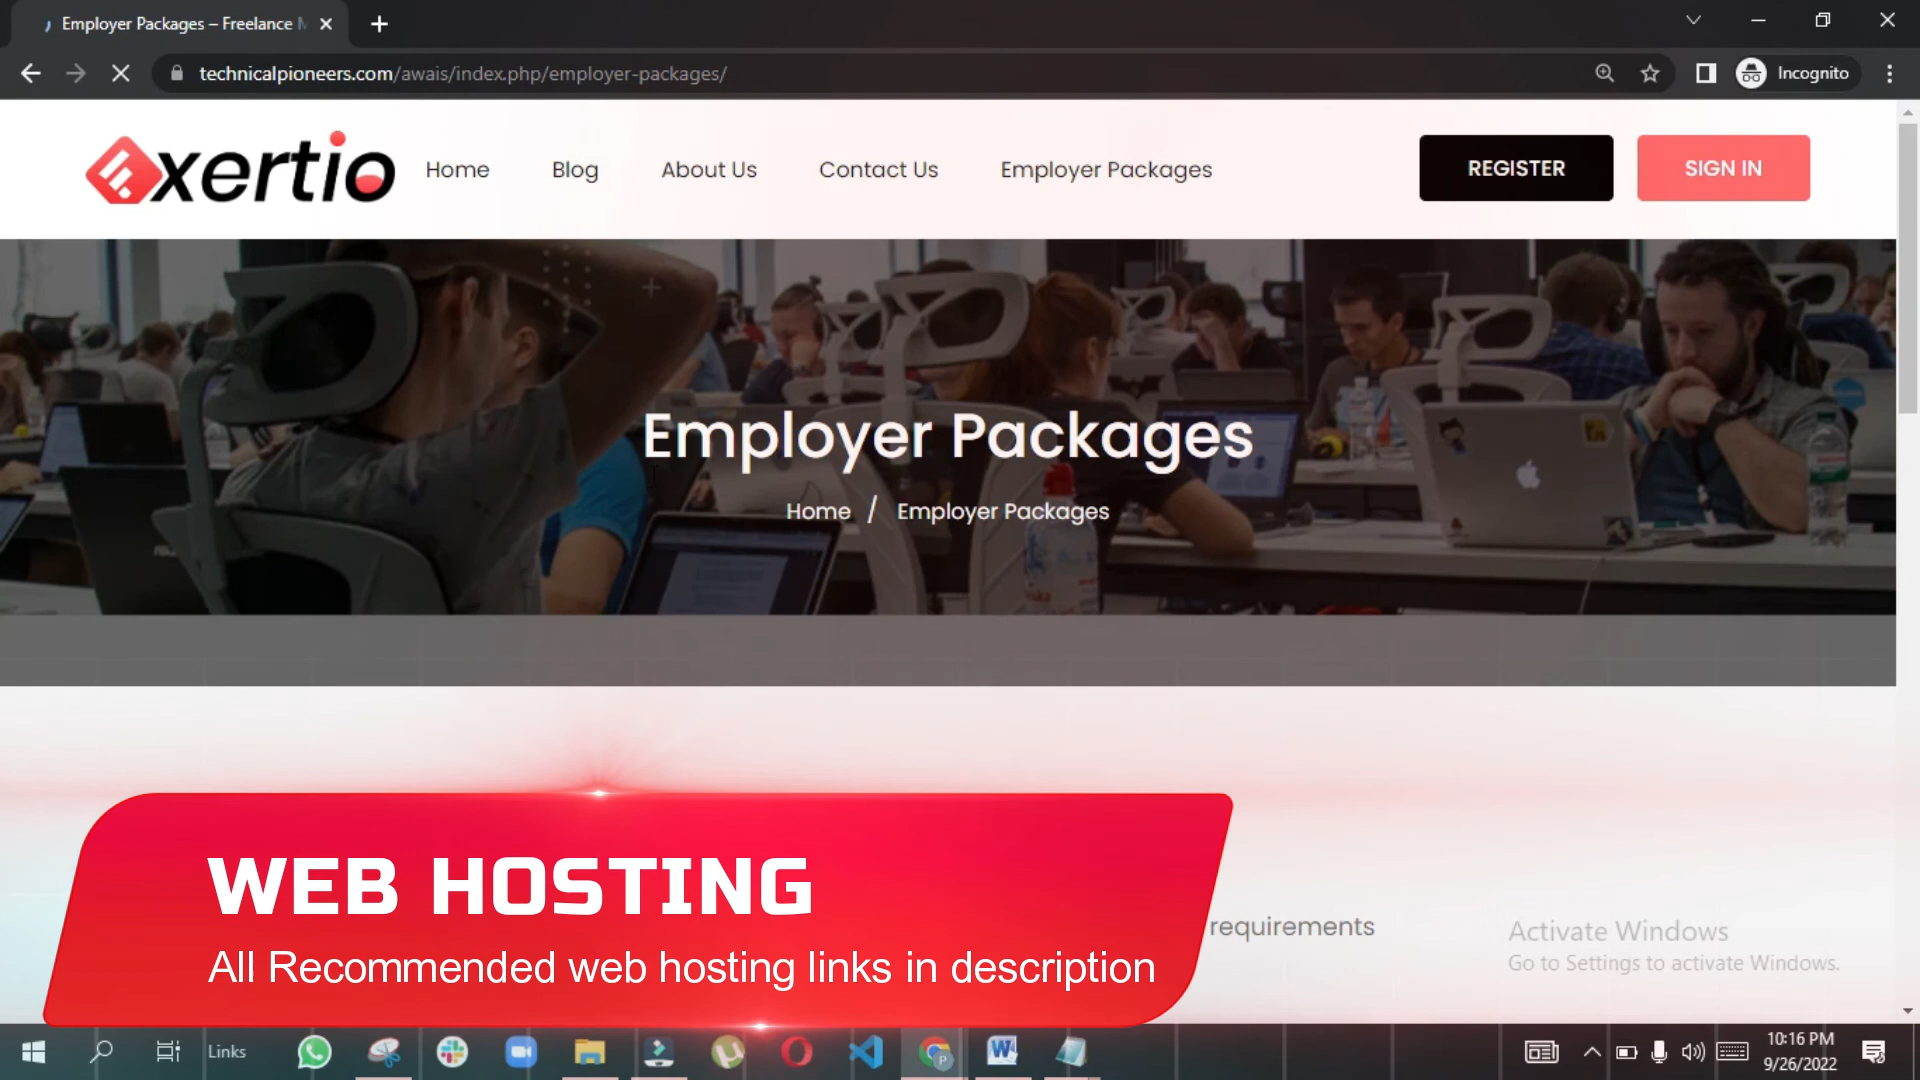 Employer Packages – Freelance M
technicalpioneers.com/awais/index.php/employer-packages/
Incognito
xertio
Home
Blog
About Us
Contact Us
Employer Packages
REGISTER
SIGN IN
Employer Packages
Home / Employer Packages
WEB HOSTING
All Recommended web hosting links in description
requirements
Activate Windows
Go to Settings to activate Windows.
Links
10:16 PM
9/26/2022